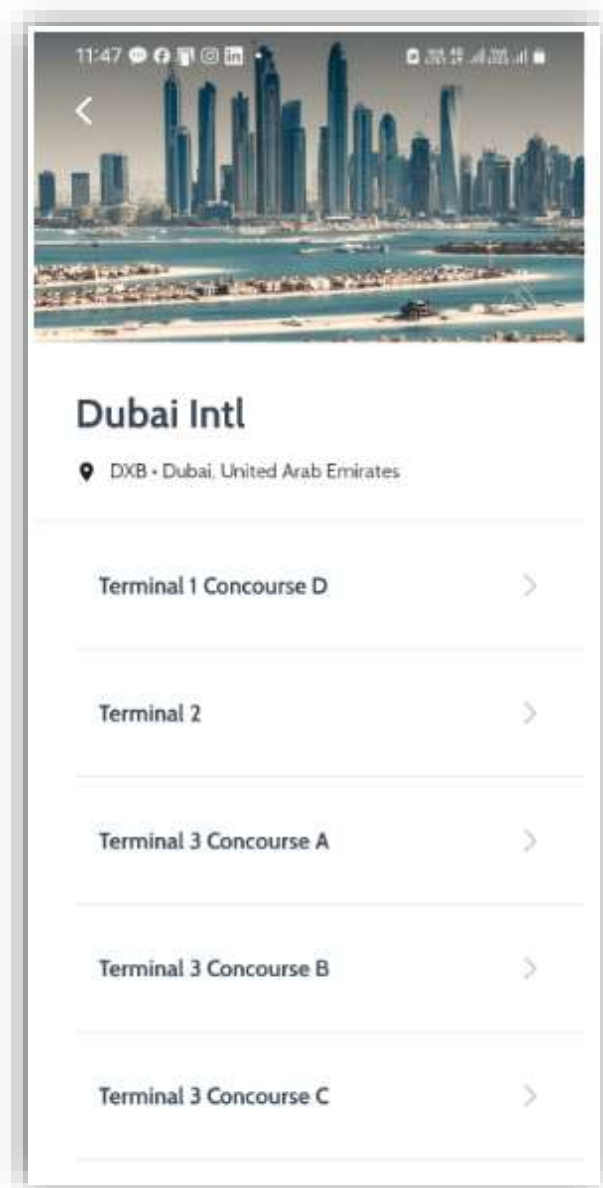 11:47
Dubai Intl
DXB • Dubai, United Arab Emirates
Terminal 1 Concourse D
Terminal 2
Terminal 3 Concourse A
Terminal 3 Concourse B
Terminal 3 Concourse C